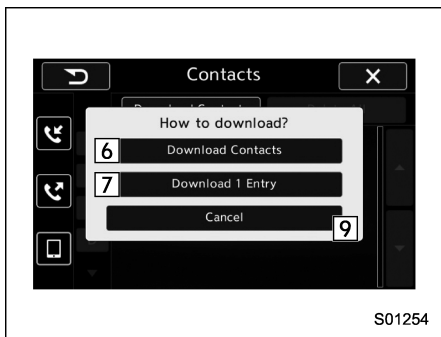 Contacts
How to download?
6 Download Contacts
7 Download 1 Entry
Cancel
9
S01254